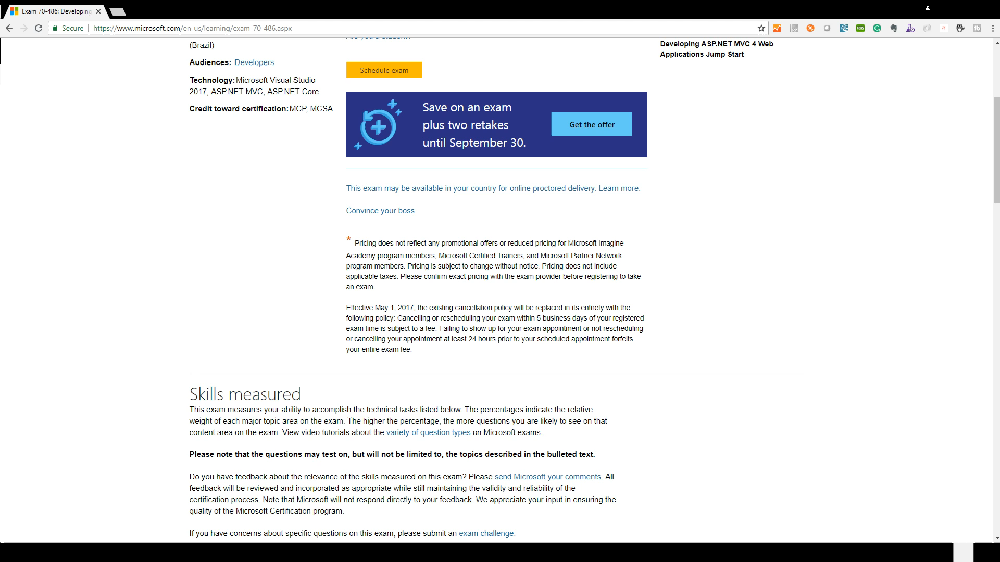 Exam 70-486: Developing
Secure
https://www.microsoft.com/en-us/learning/exam-70-486.aspx
(Brazil)
Audiences: Developers
Technology: Microsoft Visual Studio
2017, ASP.NET MVC, ASP.NET Core
Credit toward certification: MCP, MCSA
Schedule exam
Save on an exam
plus two retakes
until September 30.
Get the offer
This exam may be available in your country for online proctored delivery. Learn more.
Convince your boss
* Pricing does not reflect any promotional offers or reduced pricing for Microsoft Imagine
Academy program members, Microsoft Certified Trainers, and Microsoft Partner Network
program members. Pricing is subject to change without notice. Pricing does not include
applicable taxes. Please confirm exact pricing with the exam provider before registering to take
an exam.
Effective May 1, 2017, the existing cancellation policy will be replaced in its entirety with the
following policy: Cancelling or rescheduling your exam within 5 business days of your registered
exam time is subject to a fee. Failing to show up for your exam appointment or not rescheduling
or cancelling your appointment at least 24 hours prior to your scheduled appointment forfeits
your entire exam fee.
Developing ASP.NET MVC 4 Web
Applications Jump Start
Skills measured
This exam measures your ability to accomplish the technical tasks listed below. The percentages indicate the relative
weight of each major topic area on the exam. The higher the percentage, the more questions you are likely to see on that
content area on the exam. View video tutorials about the variety of question types on Microsoft exams.
Please note that the questions may test on, but will not be limited to, the topics described in the bulleted text.
Do you have feedback about the relevance of the skills measured on this exam? Please send Microsoft your comments. All
feedback will be reviewed and incorporated as appropriate while still maintaining the validity and reliability of the
certification process. Note that Microsoft will not respond directly to your feedback. We appreciate your input in ensuring the
quality of the Microsoft Certification program.
If you have concerns about specific questions on this exam, please submit an exam challenge.